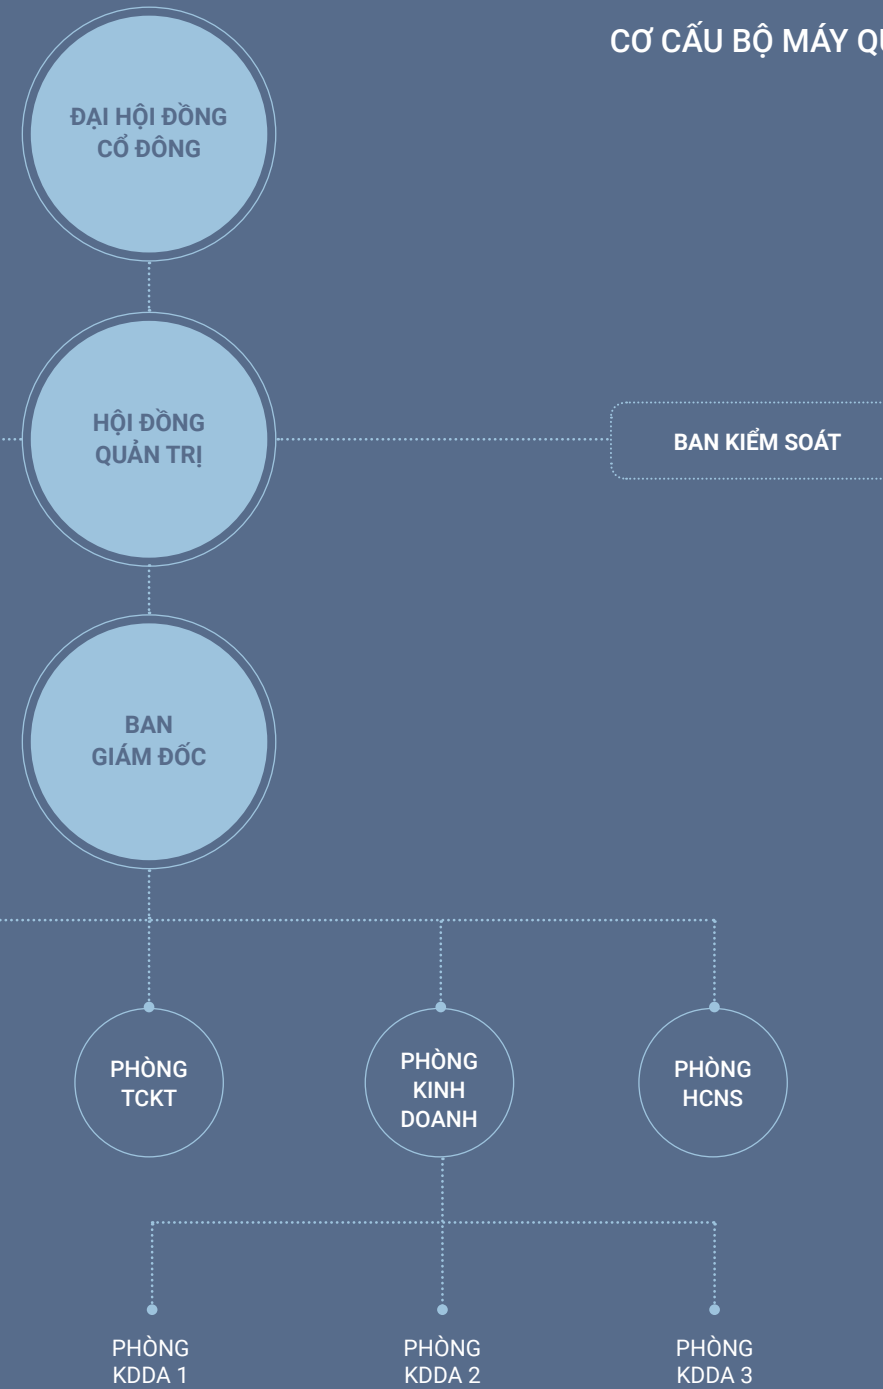 CƠ CẤU BỘ MÁY QU
ĐẠI HỘI ĐỒNG
CỔ ĐÔNG
HỘI ĐỒNG
QUẢN TRỊ
BAN KIỂM SOÁT
BAN
GIÁM ĐỐC
PHÒNG
TCKT
PHÒNG
KINH
DOANH
PHÒNG
HCNS
PHÒNG
KDDA 1
PHÒNG
KDDA 2
PHÒNG
KDDA 3